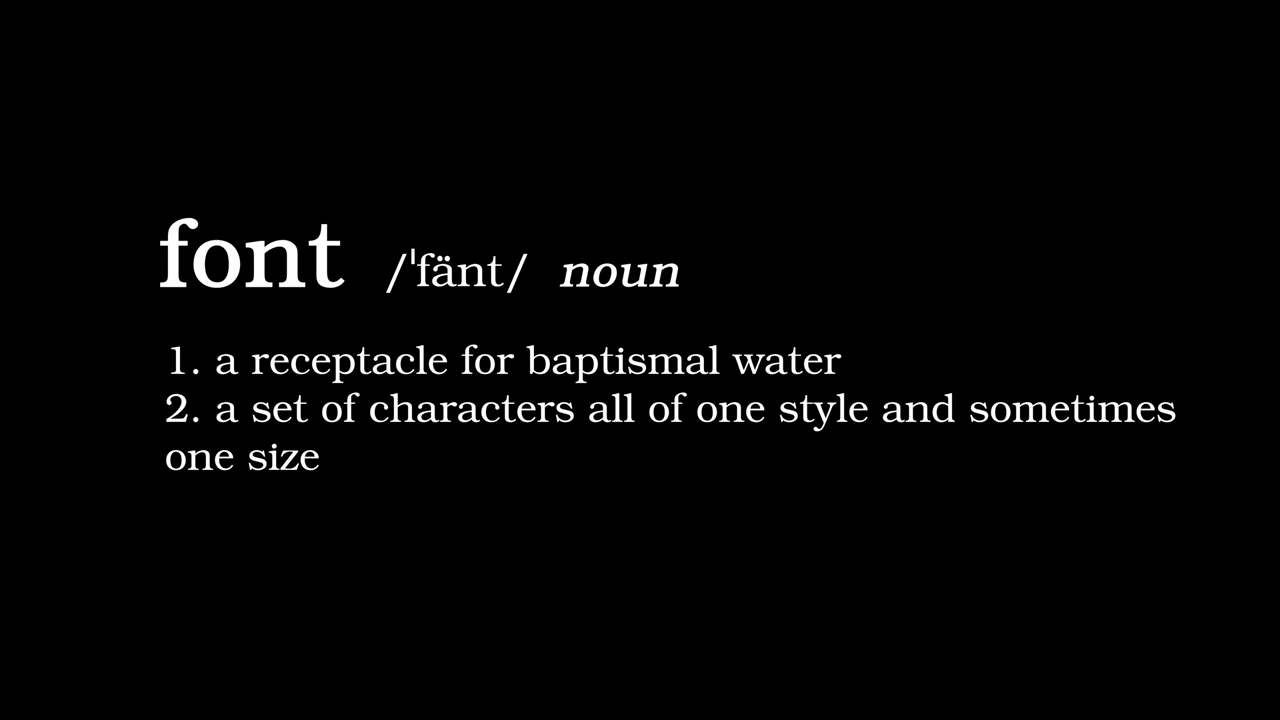 font /ˈfänt/ noun
1. a receptacle for baptismal water
2. a set of characters all of one style and sometimes
one size